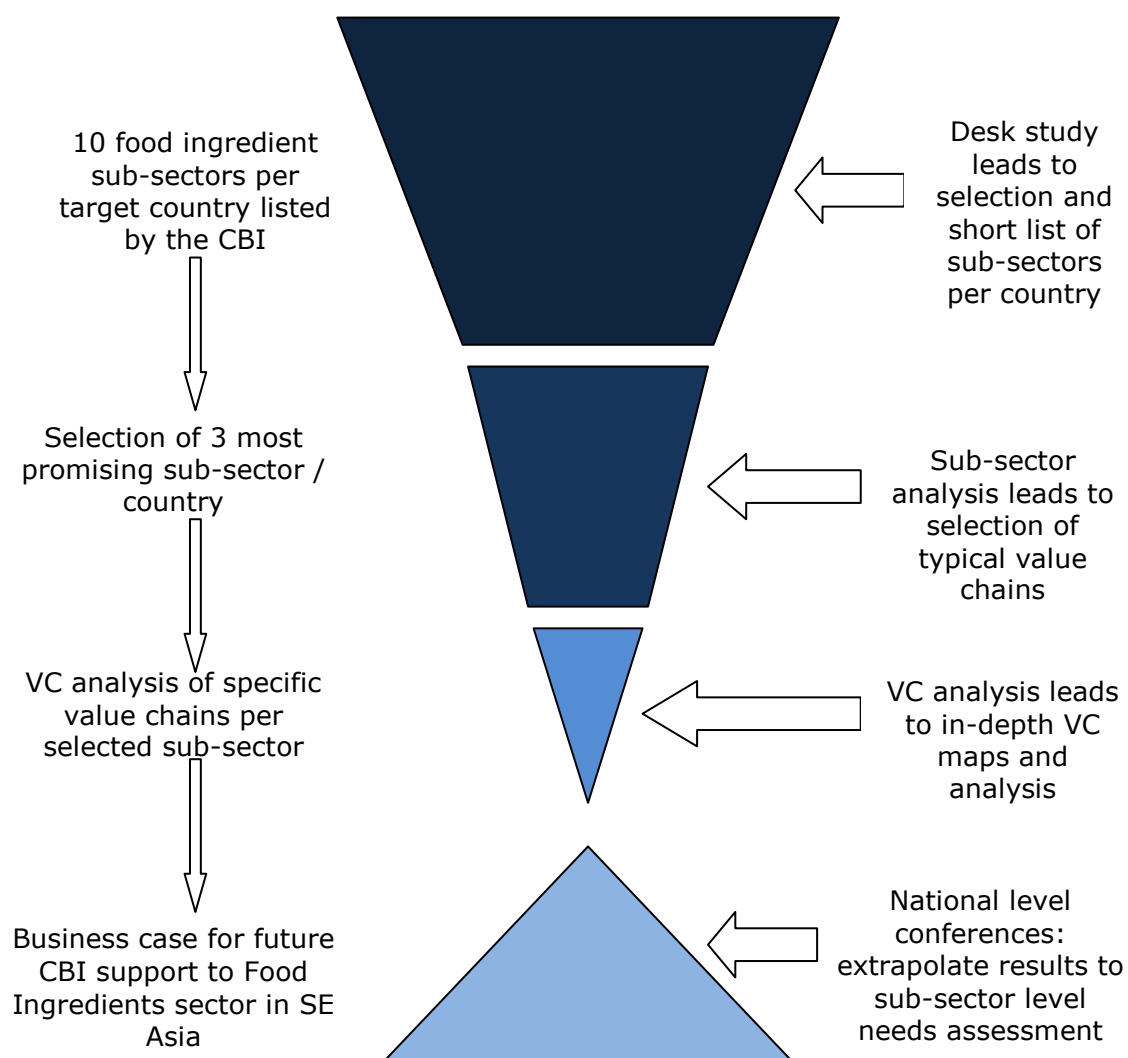 10 food ingredient
sub-sectors per
target country listed
by the CBI
Desk study
leads to
selection and
short list of
sub-sectors
per country
Selection of 3 most
promising sub-sector /
country
Sub-sector
analysis leads to
selection of
typical value
chains
VC analysis of specific
value chains per
selected sub-sector
VC analysis leads
to in-depth VC
maps and
analysis
Business case for future
CBI support to Food
Ingredients sector in SE
Asia
National level
conferences:
extrapolate results to
sub-sector level
needs assessment